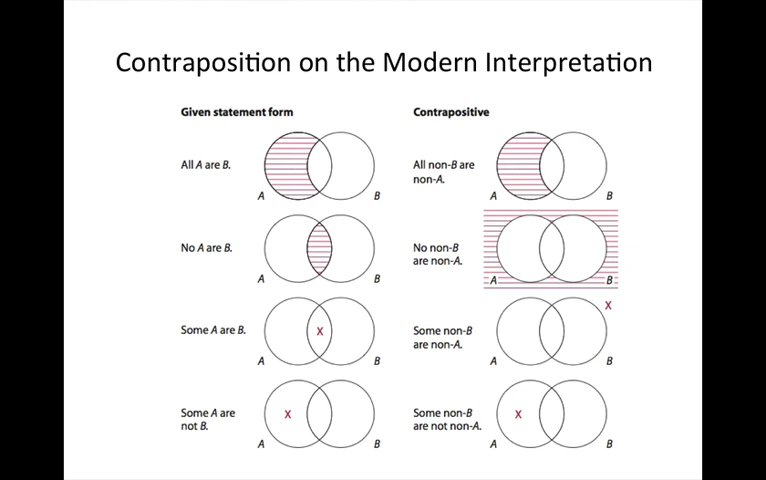 Contraposition on the Modern Interpretation
Given statement form
Contrapositive
All A are B.
A
B
All non-B are
non-A.
A
B
No A are B.
A
B
No non-B
are non-A.
A
B
Some A are B.
X
A
B
Some non-B
are non-A.
X
A
B
Some A are
not B.
X
A
B
Some non-B
are not non-A.
X
A
B